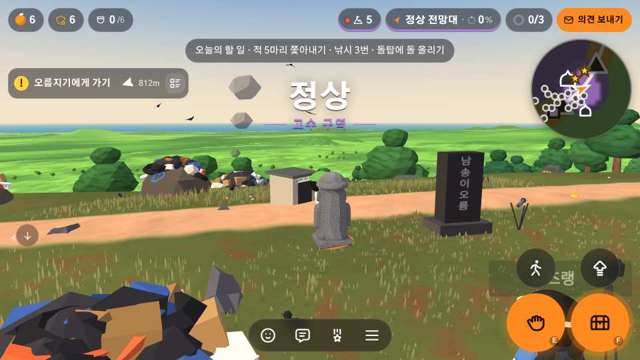 6
6
0/6
5
정상 전망대 · 0%
0/3
의견 보내기
오늘의 할 일 · 적 5마리 쫓아내기 · 낚시 3번 · 돌탑에 돌 올리기
! 오름지기에게 가기 812m
정상
고수 구역
남송이오름
E
F